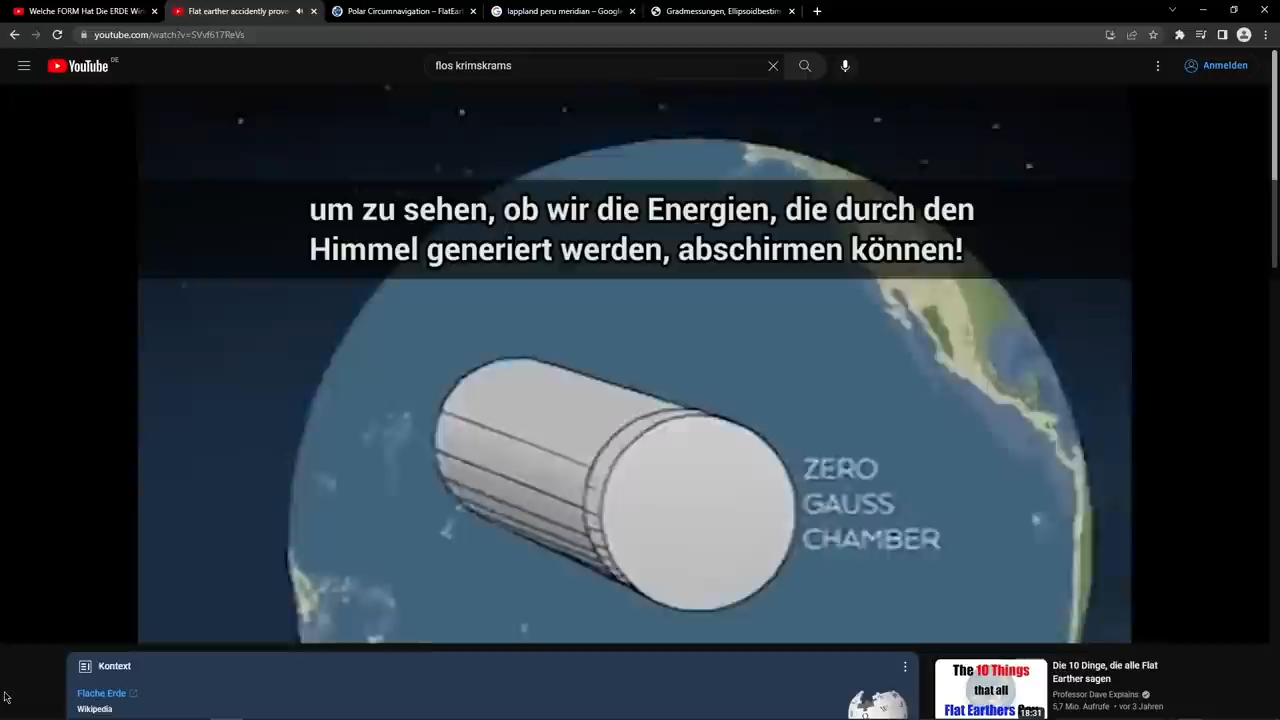 Welche FORM Hat Die ERDE Wir
Flat earther accidently prove
Polar Circumnavigation – FlatEar
lappland peru meridian – Google
Gradmessungen, Ellipsoidbestim
youtube.com/watch?v=SVvf617ReVs
YouTube DE
flos krimskrams
Anmelden
um zu sehen, ob wir die Energien, die durch den
Himmel generiert werden, abschirmen können!
ZERO
GAUSS
CHAMBER
Kontext
Flache Erde
Wikipedia
The 10 Things
that all
Flat Earthers Say
18:31
Die 10 Dinge, die alle Flat
Earther sagen
Professor Dave Explains
5,7 Mio. Aufrufe • vor 3 Jahren